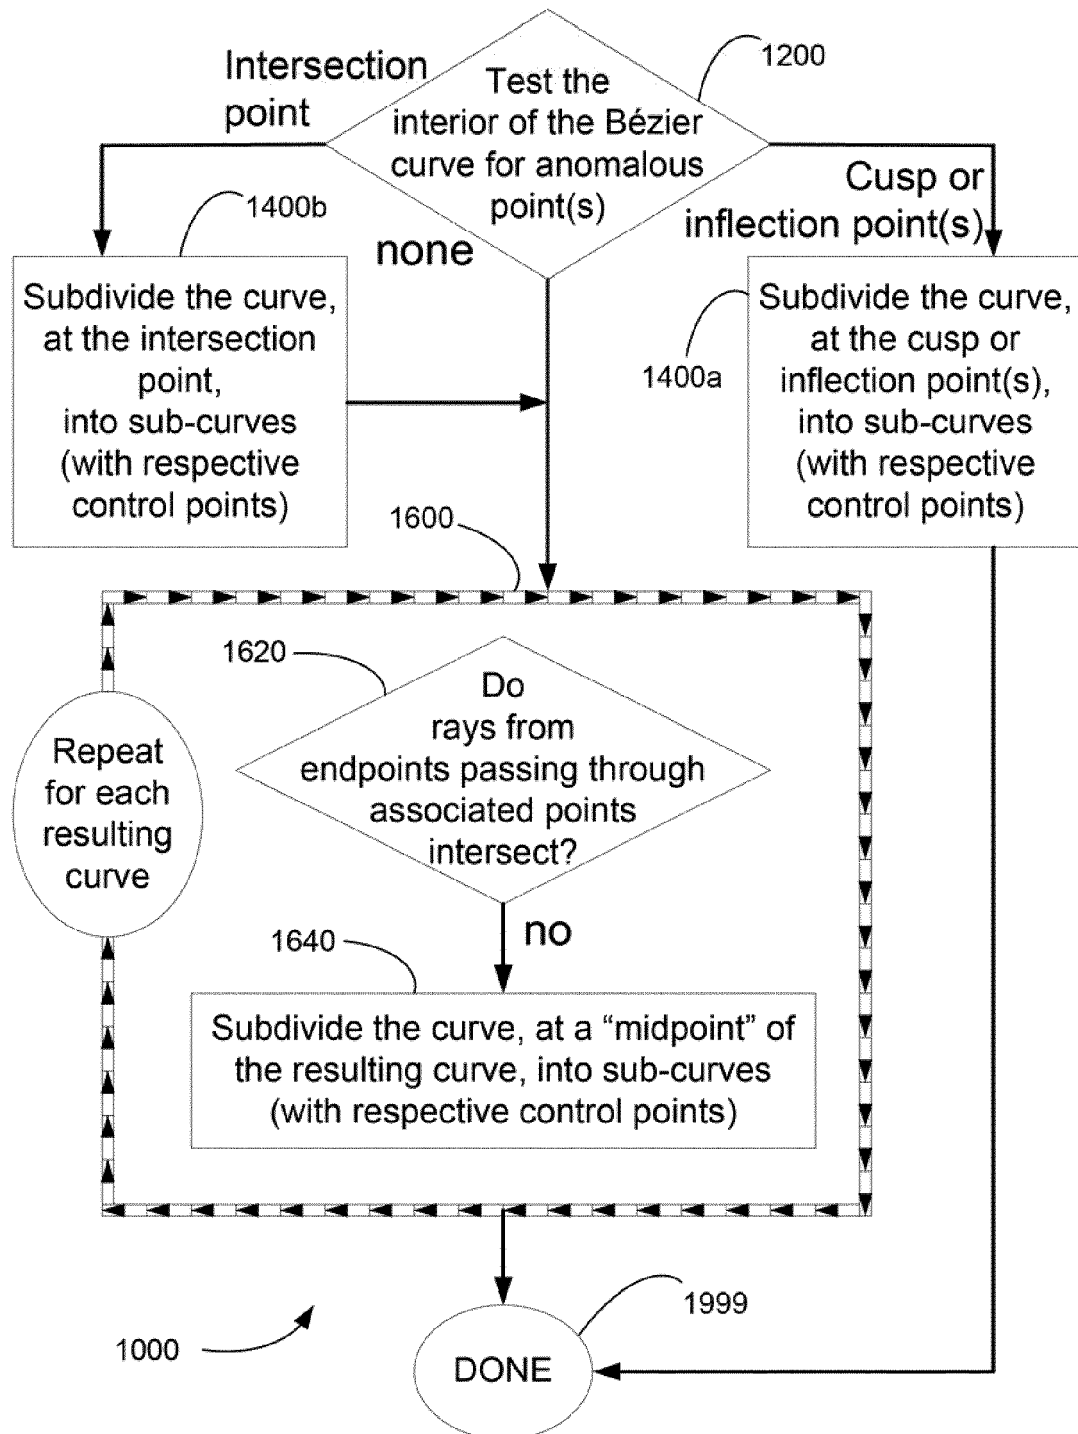 1200
Intersection
point
Test the
interior of the Bézier
curve for anomalous
point(s)
Cusp or
inflection point(s)
1400b
none
Subdivide the curve,
at the intersection
point,
into sub-curves
(with respective
control points)
1400a
Subdivide the curve,
at the cusp or
inflection point(s),
into sub-curves
(with respective
control points)
1600
1620
Do
rays from
endpoints passing through
associated points
intersect?
Repeat
for each
resulting
curve
no
1640
Subdivide the curve, at a “midpoint” of
the resulting curve, into sub-curves
(with respective control points)
1999
1000
DONE